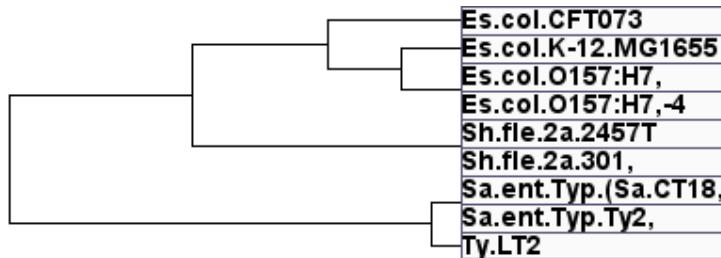 Es.col.CFT073
Es.col.K-12.MG1655
Es.col.O157:H7,
Es.col.O157:H7,-4
Sh.fle.2a.2457T
Sh.fle.2a.301,
Sa.ent.Typ.(Sa.CT18,
Sa.ent.Typ.Ty2,
Ty.LT2